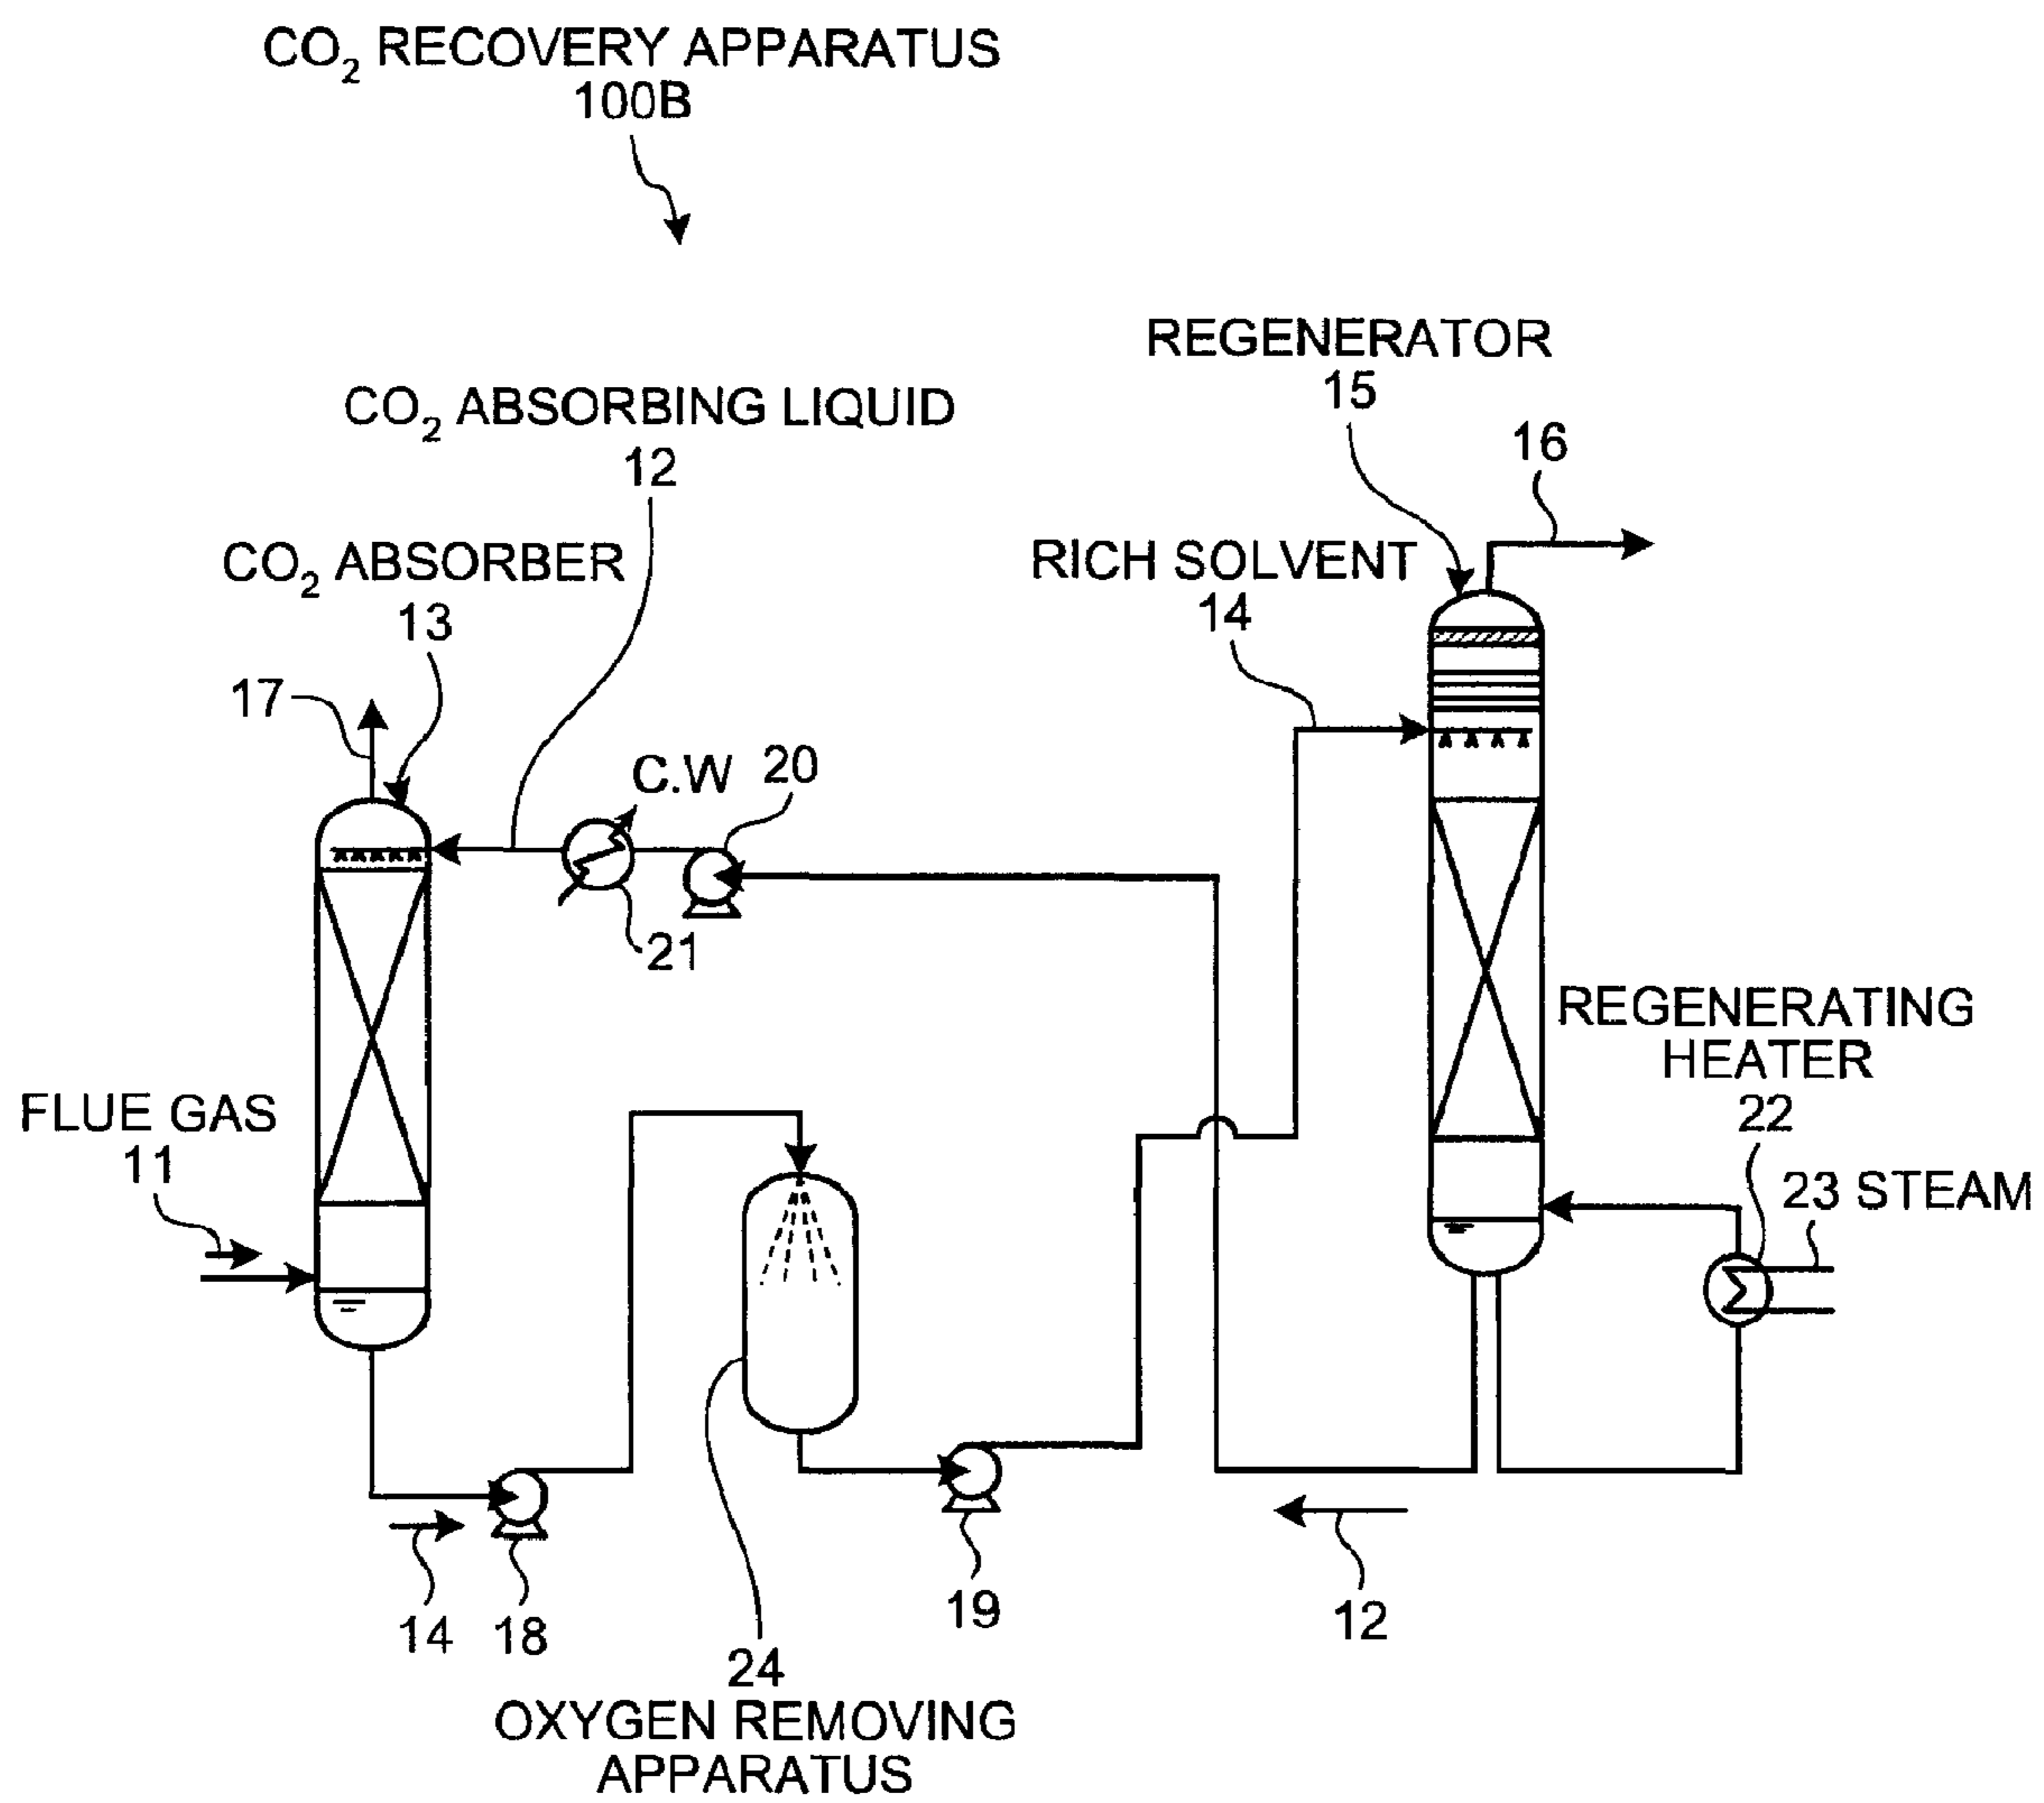 CO₂ RECOVERY APPARATUS
100B
REGENERATOR
15
16
CO₂ ABSORBING LIQUID
12
CO₂ ABSORBER
13
RICH SOLVENT
14
17
C.W
20
21
REGENERATING
HEATER
22
FLUE GAS
11
23 STEAM
14
18
19
12
24
OXYGEN REMOVING
APPARATUS